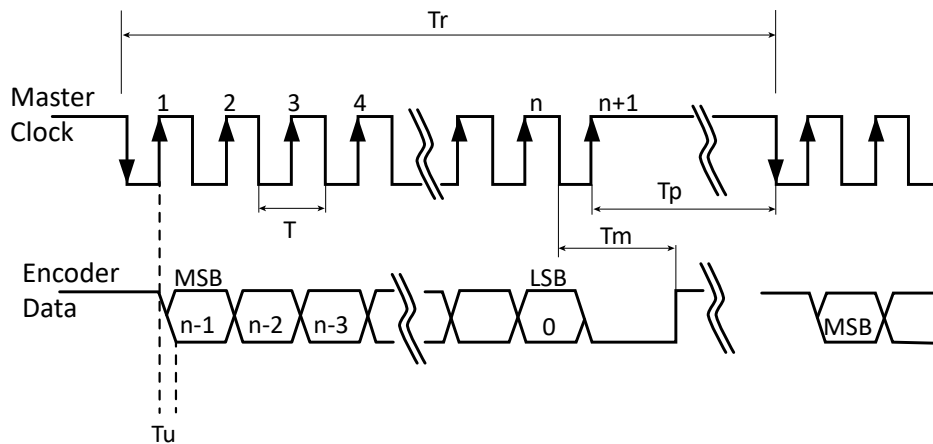 Tr
Master
Clock
1 2 3 4 n n+1
T
Tp
Tm
Encoder
Data
MSB LSB
n-1 n-2 n-3 0 MSB
Tu